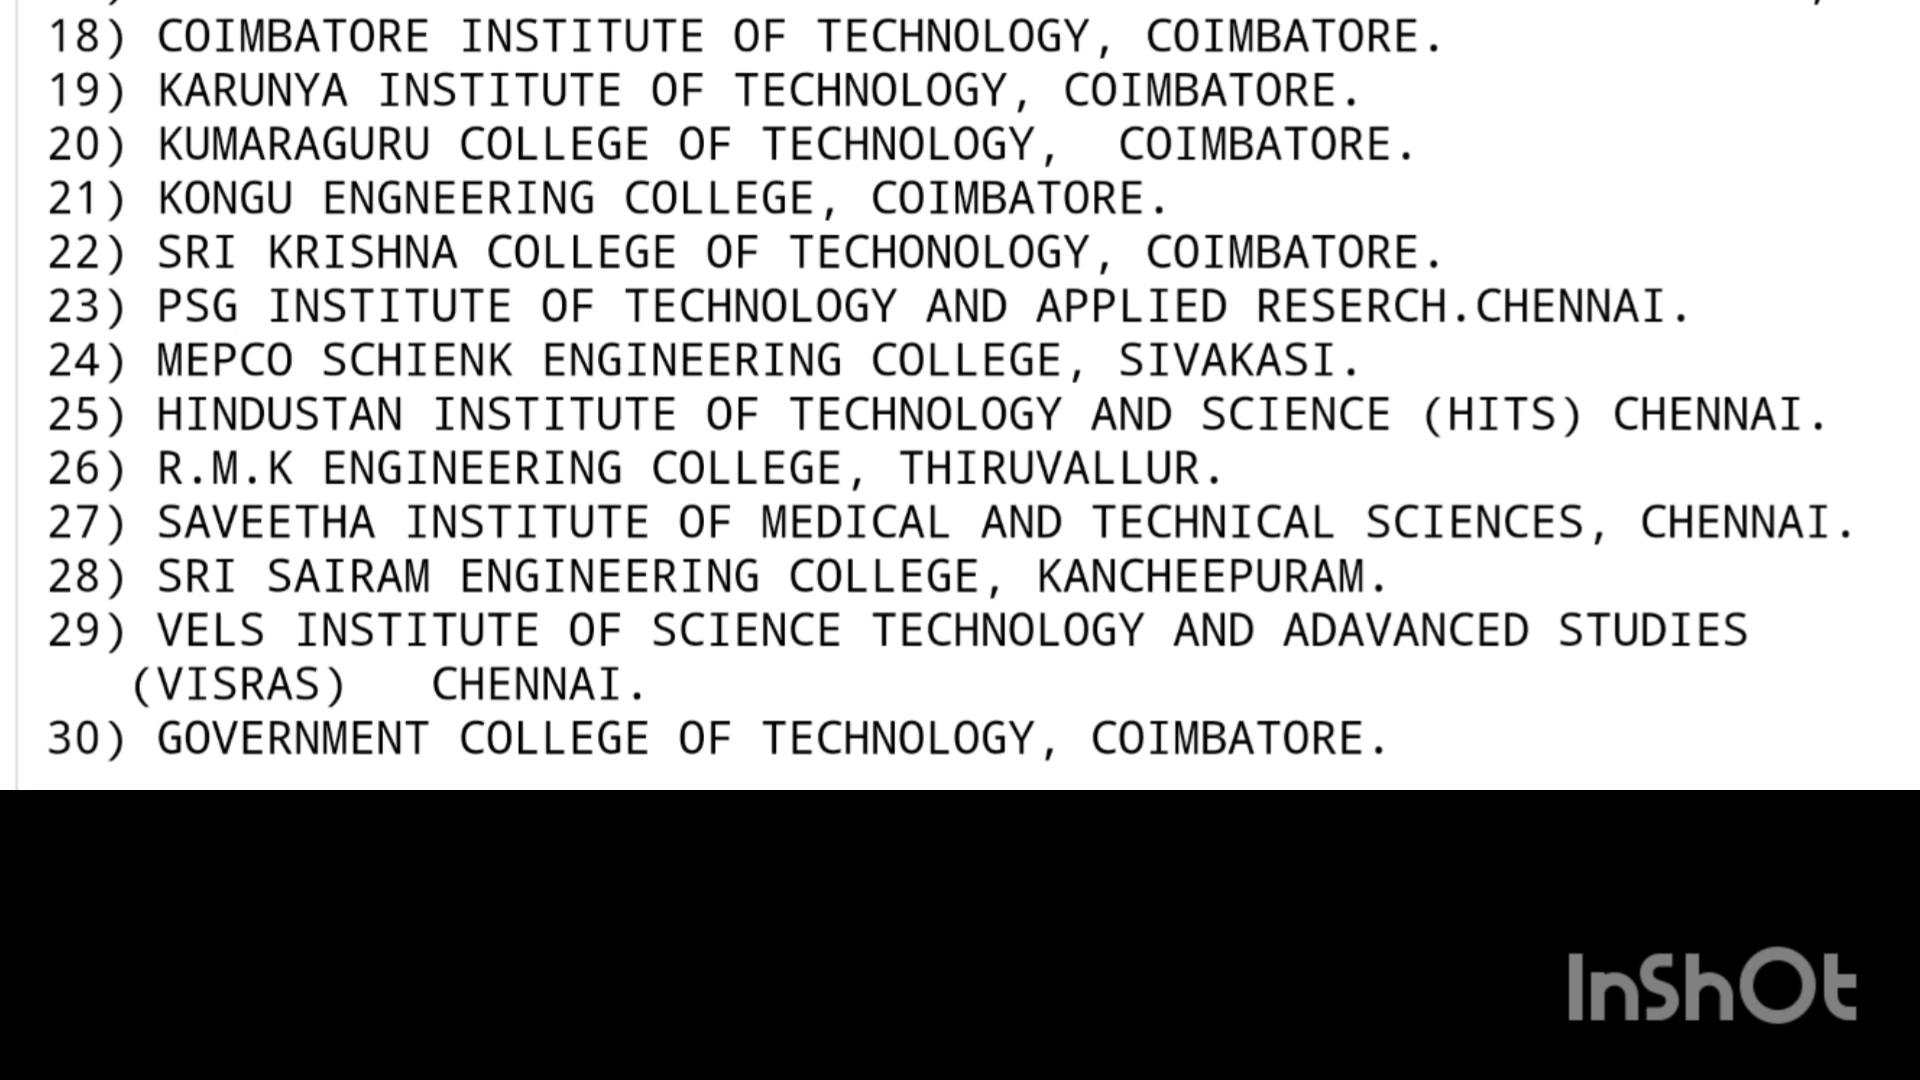 18) COIMBATORE INSTITUTE OF TECHNOLOGY, COIMBATORE.
19) KARUNYA INSTITUTE OF TECHNOLOGY, COIMBATORE.
20) KUMARAGURU COLLEGE OF TECHNOLOGY,  COIMBATORE.
21) KONGU ENGNEERING COLLEGE, COIMBATORE.
22) SRI KRISHNA COLLEGE OF TECHONOLOGY, COIMBATORE.
23) PSG INSTITUTE OF TECHNOLOGY AND APPLIED RESERCH.CHENNAI.
24) MEPCO SCHIENK ENGINEERING COLLEGE, SIVAKASI.
25) HINDUSTAN INSTITUTE OF TECHNOLOGY AND SCIENCE (HITS) CHENNAI.
26) R.M.K ENGINEERING COLLEGE, THIRUVALLUR.
27) SAVEETHA INSTITUTE OF MEDICAL AND TECHNICAL SCIENCES, CHENNAI.
28) SRI SAIRAM ENGINEERING COLLEGE, KANCHEEPURAM.
29) VELS INSTITUTE OF SCIENCE TECHNOLOGY AND ADAVANCED STUDIES
(VISRAS)   CHENNAI.
30) GOVERNMENT COLLEGE OF TECHNOLOGY, COIMBATORE.
InShOt